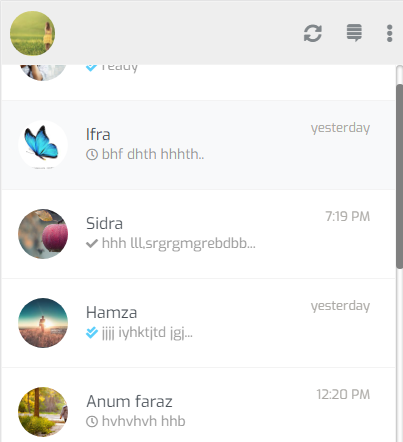 ready
Ifra
yesterday
bhf dhth hhhth..
Sidra
7:19 PM
hhh lll,srgrgmgrebdbb...
Hamza
yesterday
jjjj iyhktjtd jgj...
Anum faraz
12:20 PM
hvhvhvh hhb